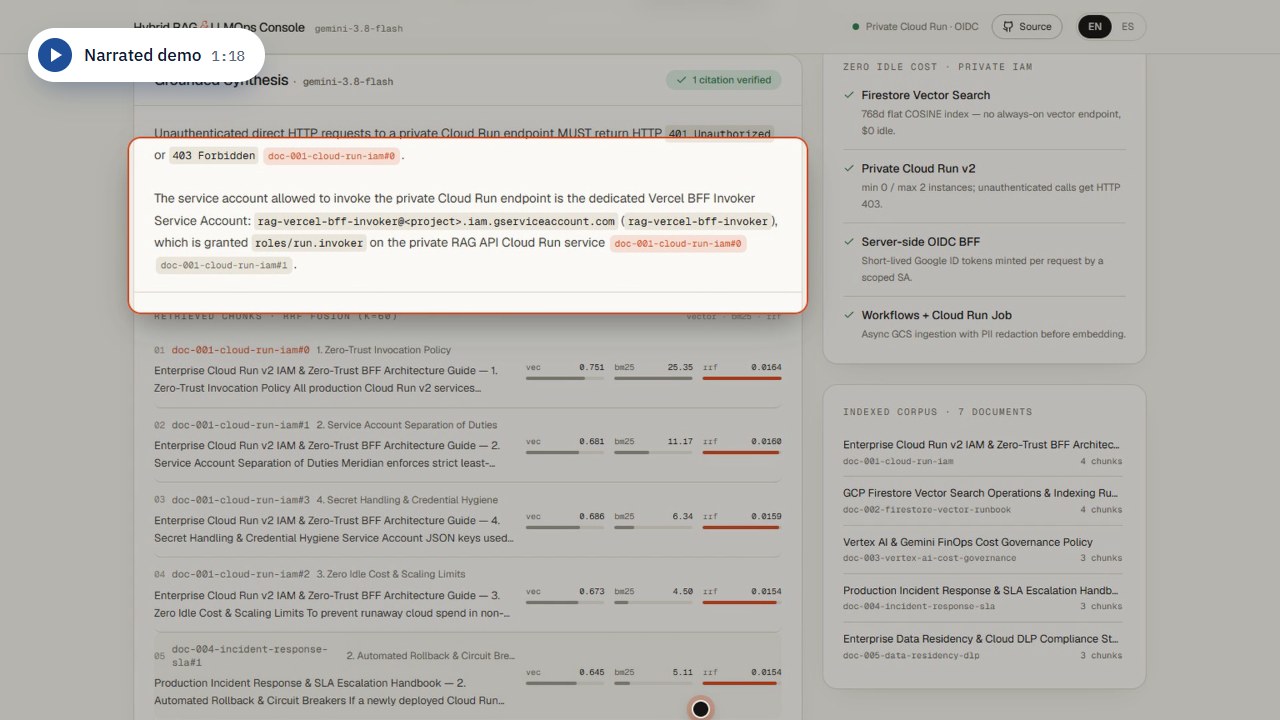 Hybrid RAG LLMOps Console gemini-3.8-flash
Private Cloud Run · OIDC
Source
EN
ES
Narrated demo 1:18
Grounded Synthesis · gemini-3.8-flash
1 citation verified
Unauthenticated direct HTTP requests to a private Cloud Run endpoint MUST return HTTP 401 Unauthorized
or 403 Forbidden doc-001-cloud-run-iam#0 .
The service account allowed to invoke the private Cloud Run endpoint is the dedicated Vercel BFF Invoker
Service Account: rag-vercel-bff-invoker@<project>.iam.gserviceaccount.com (rag-vercel-bff-invoker),
which is granted roles/run.invoker on the private RAG API Cloud Run service doc-001-cloud-run-iam#0
doc-001-cloud-run-iam#1 .
RETRIEVED CHUNKS · RRF FUSION (K=60)
vector · bm25 · rrf
01 doc-001-cloud-run-iam#0 1. Zero-Trust Invocation Policy
Enterprise Cloud Run v2 IAM & Zero-Trust BFF Architecture Guide — 1.
Zero-Trust Invocation Policy All production Cloud Run v2 services…
vec 0.751 bm25 25.35 rrf 0.0164
02 doc-001-cloud-run-iam#1 2. Service Account Separation of Duties
Enterprise Cloud Run v2 IAM & Zero-Trust BFF Architecture Guide — 2.
Service Account Separation of Duties Meridian enforces strict least-…
vec 0.681 bm25 11.17 rrf 0.0160
03 doc-001-cloud-run-iam#3 4. Secret Handling & Credential Hygiene
Enterprise Cloud Run v2 IAM & Zero-Trust BFF Architecture Guide — 4.
Secret Handling & Credential Hygiene Service Account JSON keys used…
vec 0.686 bm25 6.34 rrf 0.0159
04 doc-001-cloud-run-iam#2 3. Zero Idle Cost & Scaling Limits
Enterprise Cloud Run v2 IAM & Zero-Trust BFF Architecture Guide — 3.
Zero Idle Cost & Scaling Limits To prevent runaway cloud spend in non-…
vec 0.673 bm25 4.50 rrf 0.0154
05 doc-004-incident-response-sla#1 2. Automated Rollback & Circuit Bre…
Production Incident Response & SLA Escalation Handbook — 2.
Automated Rollback & Circuit Breakers If a newly deployed Cloud Run…
vec 0.645 bm25 5.11 rrf 0.0154
ZERO IDLE COST · PRIVATE IAM
Firestore Vector Search
768d flat COSINE index — no always-on vector endpoint,
$0 idle.
Private Cloud Run v2
min 0 / max 2 instances; unauthenticated calls get HTTP
403.
Server-side OIDC BFF
Short-lived Google ID tokens minted per request by a
scoped SA.
Workflows + Cloud Run Job
Async GCS ingestion with PII redaction before embedding.
INDEXED CORPUS · 7 DOCUMENTS
Enterprise Cloud Run v2 IAM & Zero-Trust BFF Architec…
doc-001-cloud-run-iam 4 chunks
GCP Firestore Vector Search Operations & Indexing Ru…
doc-002-firestore-vector-runbook 4 chunks
Vertex AI & Gemini FinOps Cost Governance Policy
doc-003-vertex-ai-cost-governance 3 chunks
Production Incident Response & SLA Escalation Handb…
doc-004-incident-response-sla 3 chunks
Enterprise Data Residency & Cloud DLP Compliance St…
doc-005-data-residency-dlp 3 chunks